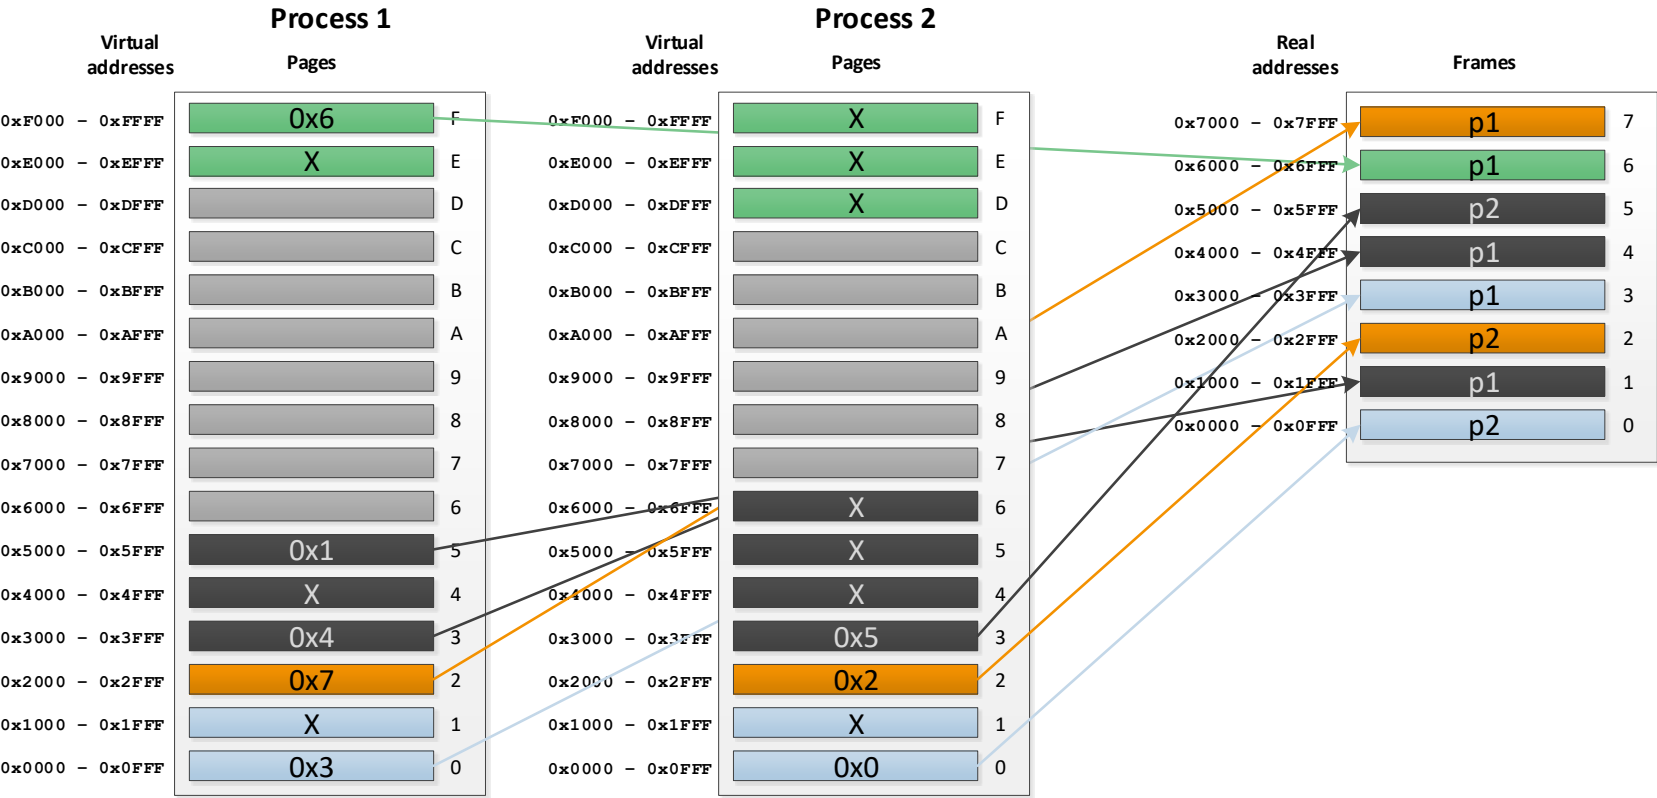 Process 1
Process 2
Virtual
addresses
Pages
Virtual
addresses
Pages
Real
addresses
Frames
0xF000 – 0xFFFF 0x6 F 0xF000 – 0xFFFF X F 0x7000 – 0x7FFF p1 7
0xE000 – 0xEFFF X E 0xE000 – 0xEFFF X E 0x6000 – 0x6FFF p1 6
0xD000 – 0xDFFF D 0xD000 – 0xDFFF X D 0x5000 – 0x5FFF p2 5
0xC000 – 0xCFFF C 0xC000 – 0xCFFF C 0x4000 – 0x4FFF p1 4
0xB000 – 0xBFFF B 0xB000 – 0xBFFF B 0x3000 – 0x3FFF p1 3
0xA000 – 0xAFFF A 0xA000 – 0xAFFF A 0x2000 – 0x2FFF p2 2
0x9000 – 0x9FFF 9 0x9000 – 0x9FFF 9 0x1000 – 0x1FFF p1 1
0x8000 – 0x8FFF 8 0x8000 – 0x8FFF 8 0x0000 – 0x0FFF p2 0
0x7000 – 0x7FFF 7 0x7000 – 0x7FFF 7
0x6000 – 0x6FFF 6 0x6000 – 0x6FFF X 6
0x5000 – 0x5FFF 0x1 5 0x5000 – 0x5FFF X 5
0x4000 – 0x4FFF X 4 0x4000 – 0x4FFF X 4
0x3000 – 0x3FFF 0x4 3 0x3000 – 0x3FFF 0x5 3
0x2000 – 0x2FFF 0x7 2 0x2000 – 0x2FFF 0x2 2
0x1000 – 0x1FFF X 1 0x1000 – 0x1FFF X 1
0x0000 – 0x0FFF 0x3 0 0x0000 – 0x0FFF 0x0 0